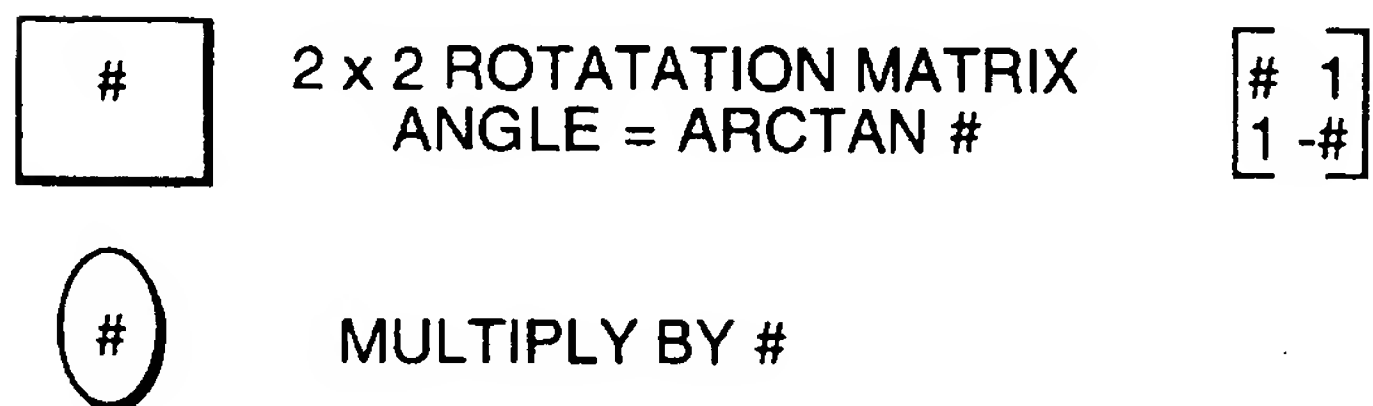 # 2 x 2 ROTATATION MATRIX # 1
ANGLE = ARCTAN # 1 -#
# MULTIPLY BY #